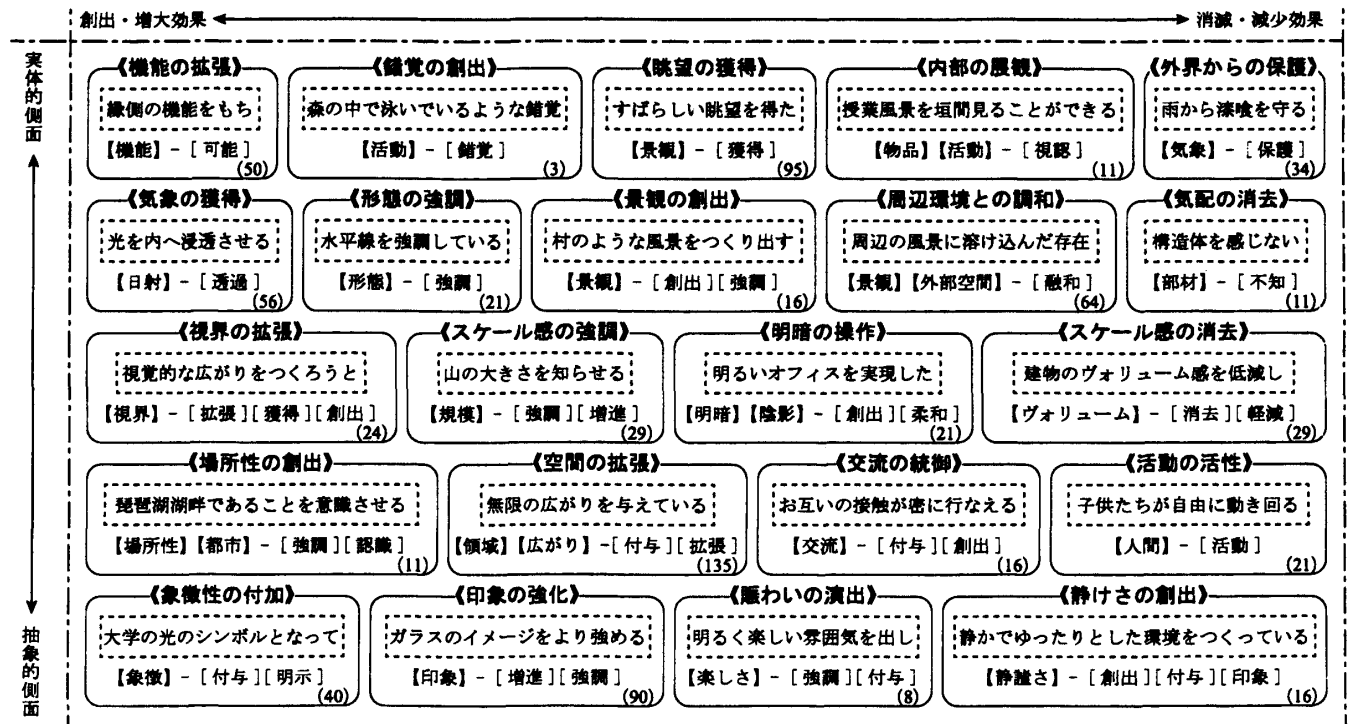 創出・増大効果 消滅・減少効果
実体的側面
《機能の拡張》 《錯覚の創出》 《眺望の獲得》 《内部の展観》 《外界からの保護》
縁側の機能をもち 森の中で泳いでいるような錯覚 すばらしい眺望を得た 授業風景を垣間見ることができる 雨から漆喰を守る
【機能】-[可能] 【活動】-[錯覚] 【景観】-[獲得] 【物品】【活動】-[視認] 【気象】-[保護]
(50) (3) (95) (11) (34)
《気象の獲得》 《形態の強調》 《景観の創出》 《周辺環境との調和》 《気配の消去》
光を内へ浸透させる 水平線を強調している 村のような風景をつくり出す 周辺の風景に溶け込んだ存在 構造体を感じない
【日射】-[透過] 【形態】-[強調] 【景観】-[創出][強調] 【景観】【外部空間】-[融和] 【部材】-[不知]
(56) (21) (16) (64) (11)
《視界の拡張》 《スケール感の強調》 《明暗の操作》 《スケール感の消去》
視覚的な広がりをつくろうと 山の大きさを知らせる 明るいオフィスを実現した 建物のヴォリューム感を低減し
【視界】-[拡張][獲得][創出] 【規模】-[強調][増進] 【明暗】【陰影】-[創出][柔和] 【ヴォリューム】-[消去][軽減]
(24) (29) (21) (29)
《場所性の創出》 《空間の拡張》 《交流の統御》 《活動の活性》
琵琶湖湖畔であることを意識させる 無限の広がりを与えている お互いの接触が密に行なえる 子供たちが自由に動き回る
【場所性】【都市】-[強調][認識] 【領域】【広がり】-[付与][拡張] 【交流】-[付与][創出] 【人間】-[活動]
(11) (135) (16) (21)
《象徴性の付加》 《印象の強化》 《賑わいの演出》 《静けさの創出》
大学の光のシンボルとなって ガラスのイメージをより強める 明るく楽しい雰囲気を出し 静かでゆったりとした環境をつくっている
【象徴】-[付与][明示] 【印象】-[増進][強調] 【楽しさ】-[強調][付与] 【静謐さ】-[創出][付与][印象]
(40) (90) (8) (16)
抽象的側面